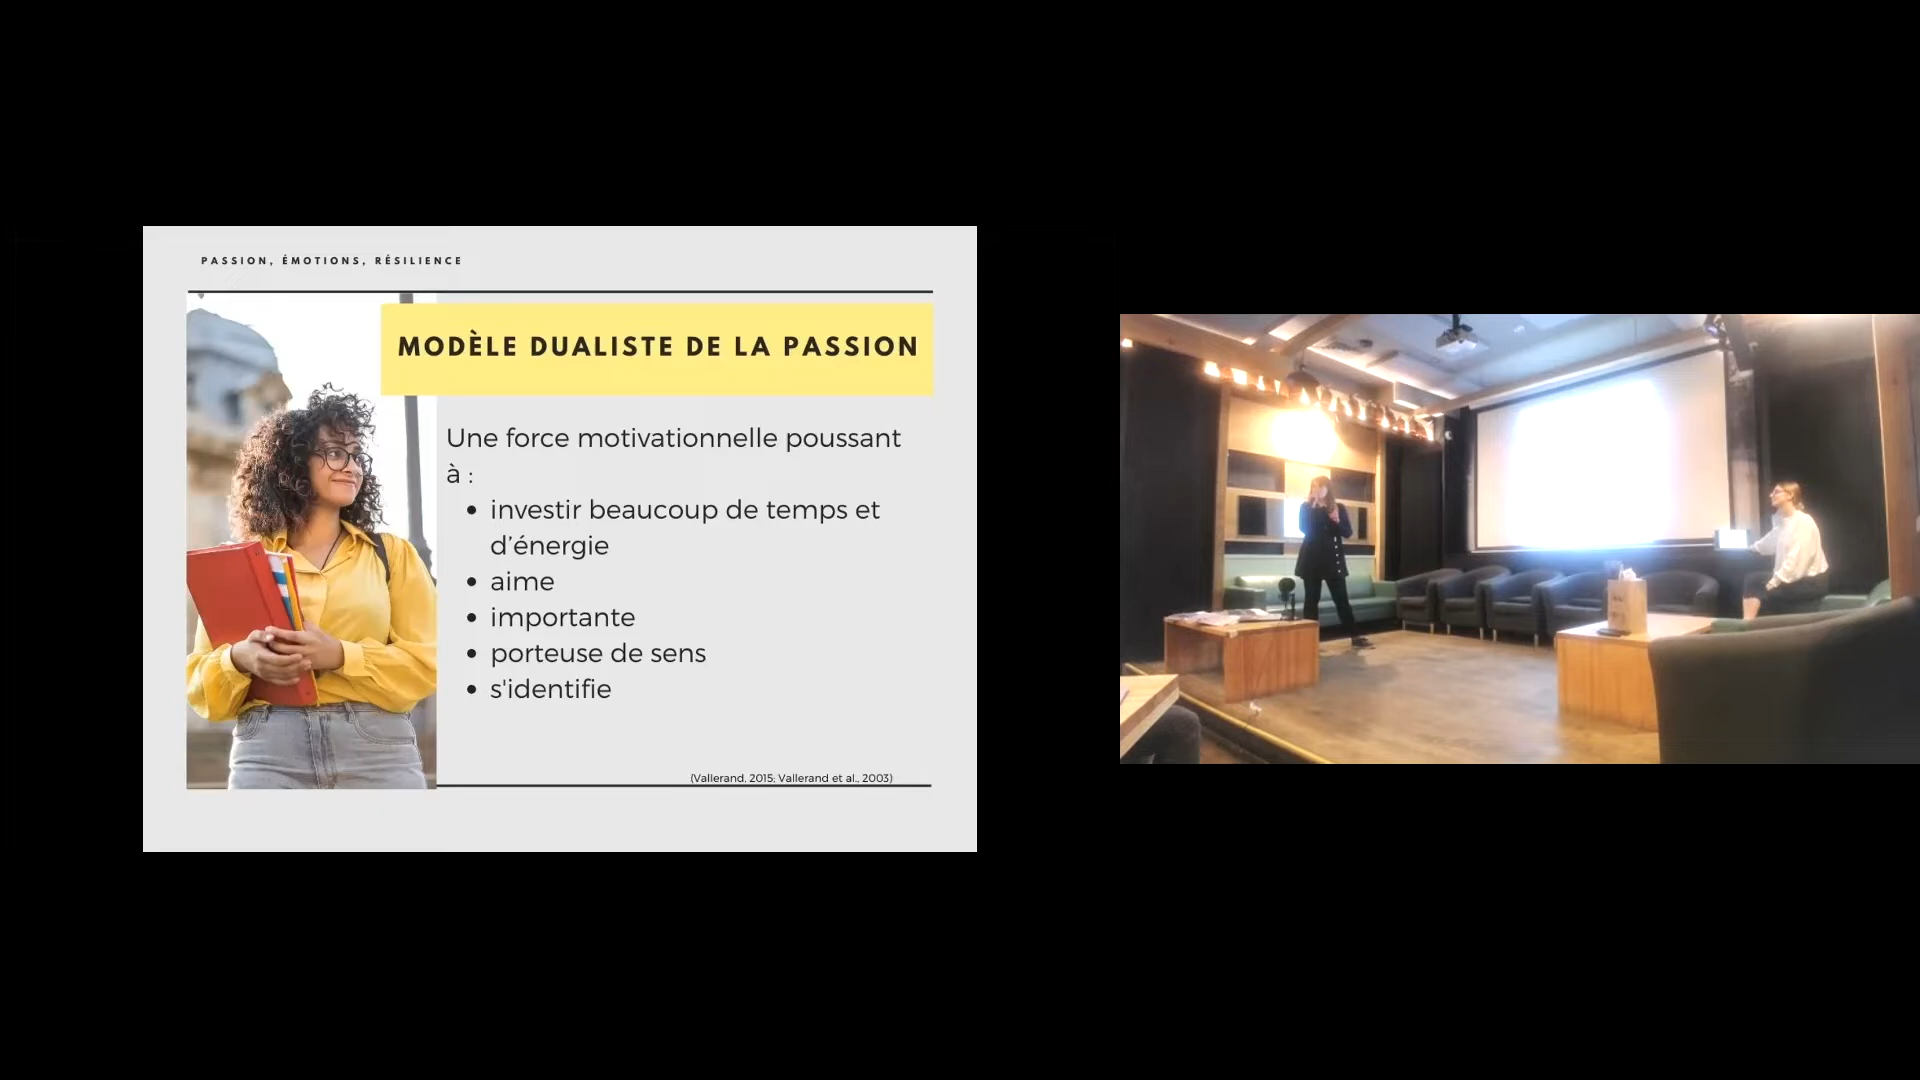 PASSION, ÉMOTIONS, RÉSILIENCE
MODÈLE DUALISTE DE LA PASSION
Une force motivationnelle poussant
à :
• investir beaucoup de temps et
d’énergie
• aime
• importante
• porteuse de sens
• s'identifie
(Vallerand, 2015; Vallerand et al., 2003)